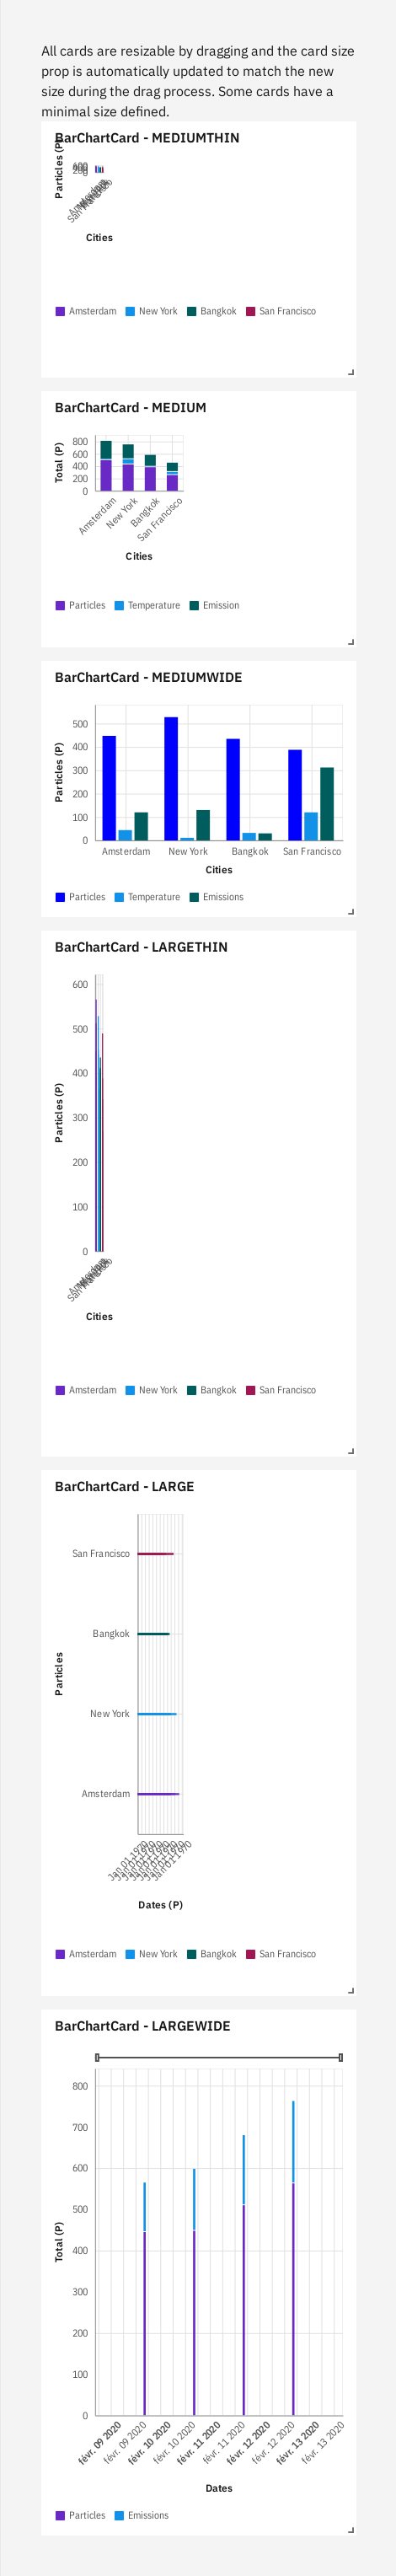 All cards are resizable by dragging and the card size
prop is automatically updated to match the new
size during the drag process. Some cards have a
minimal size defined.
BarChartCard - MEDIUMTHIN
Cities
Amsterdam New York Bangkok San Francisco
BarChartCard - MEDIUM
Total (P)
800
600
400
200
0
Amsterdam
New York
Bangkok
San Francisco
Cities
Particles Temperature Emission
BarChartCard - MEDIUMWIDE
Particles (P)
500
400
300
200
100
0
Amsterdam New York Bangkok San Francisco
Cities
Particles Temperature Emissions
BarChartCard - LARGETHIN
Particles (P)
600
500
400
300
200
100
0
San Francisco
Cities
Amsterdam New York Bangkok San Francisco
BarChartCard - LARGE
Particles
San Francisco
Bangkok
New York
Amsterdam
Jan 01 1970
Dates (P)
Amsterdam New York Bangkok San Francisco
BarChartCard - LARGEWIDE
Total (P)
800
700
600
500
400
300
200
100
0
févr. 09 2020
févr. 09 2020
févr. 10 2020
févr. 10 2020
févr. 11 2020
févr. 11 2020
févr. 12 2020
févr. 12 2020
févr. 13 2020
févr. 13 2020
Dates
Particles Emissions